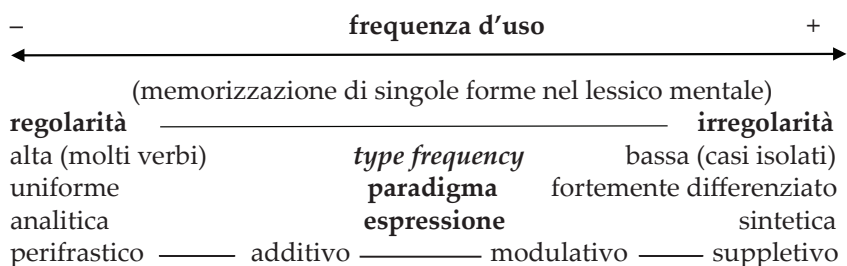 – frequenza d’uso +
(memorizzazione di singole forme nel lessico mentale)
regolarità irregolarità
alta (molti verbi) type frequency bassa (casi isolati)
uniforme paradigma fortemente differenziato
analitica espressione sintetica
perifrastico additivo modulativo suppletivo